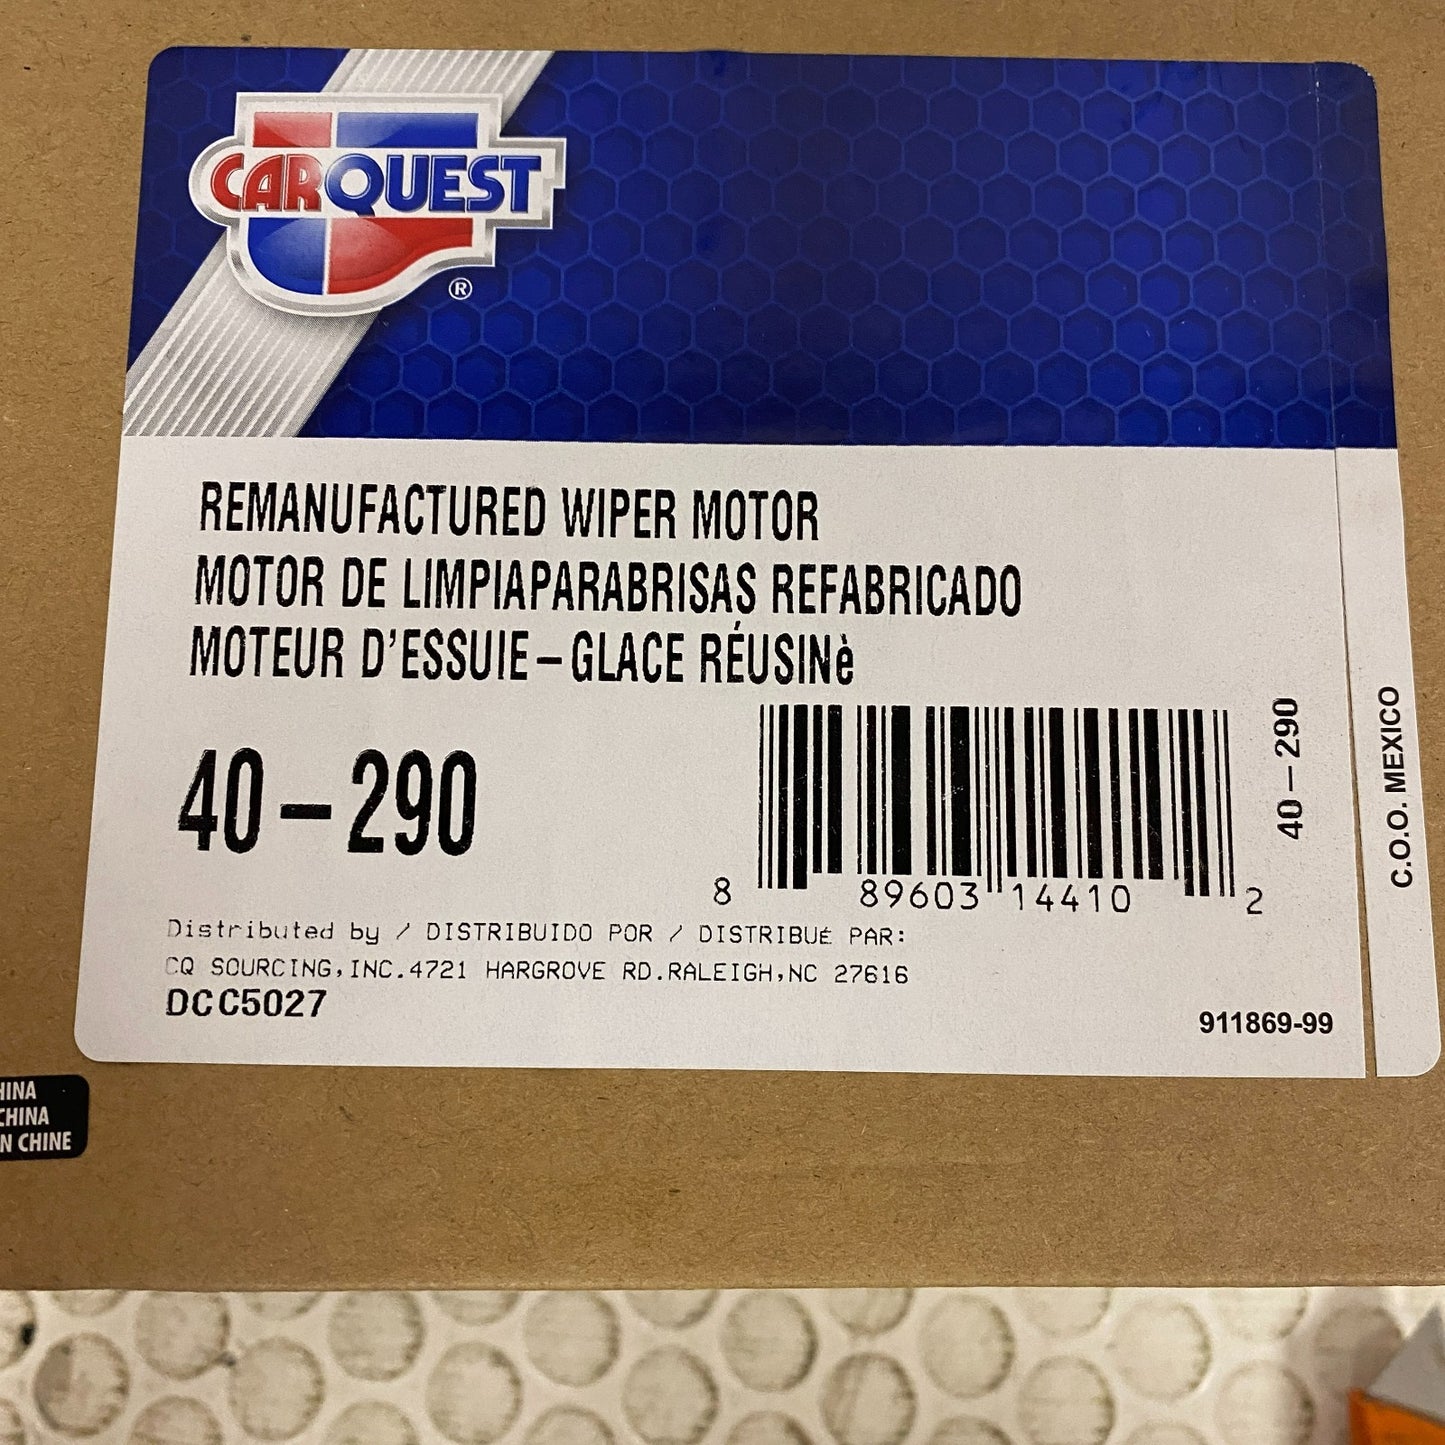 CARQUEST
®
REMANUFACTURED WIPER MOTOR
MOTOR DE LIMPIAPARABRISAS REFABRICADO
MOTEUR D'ESSUIE-GLACE RÉUSINè
40-290
8 89603 14410 2
40-290
C.O.O. MEXICO
Distributed by / DISTRIBUIDO POR / DISTRIBUÉ PAR:
CQ SOURCING,INC.4721 HARGROVE RD.RALEIGH,NC 27616
DCC5027
911869-99
HINA
CHINA
N CHINE